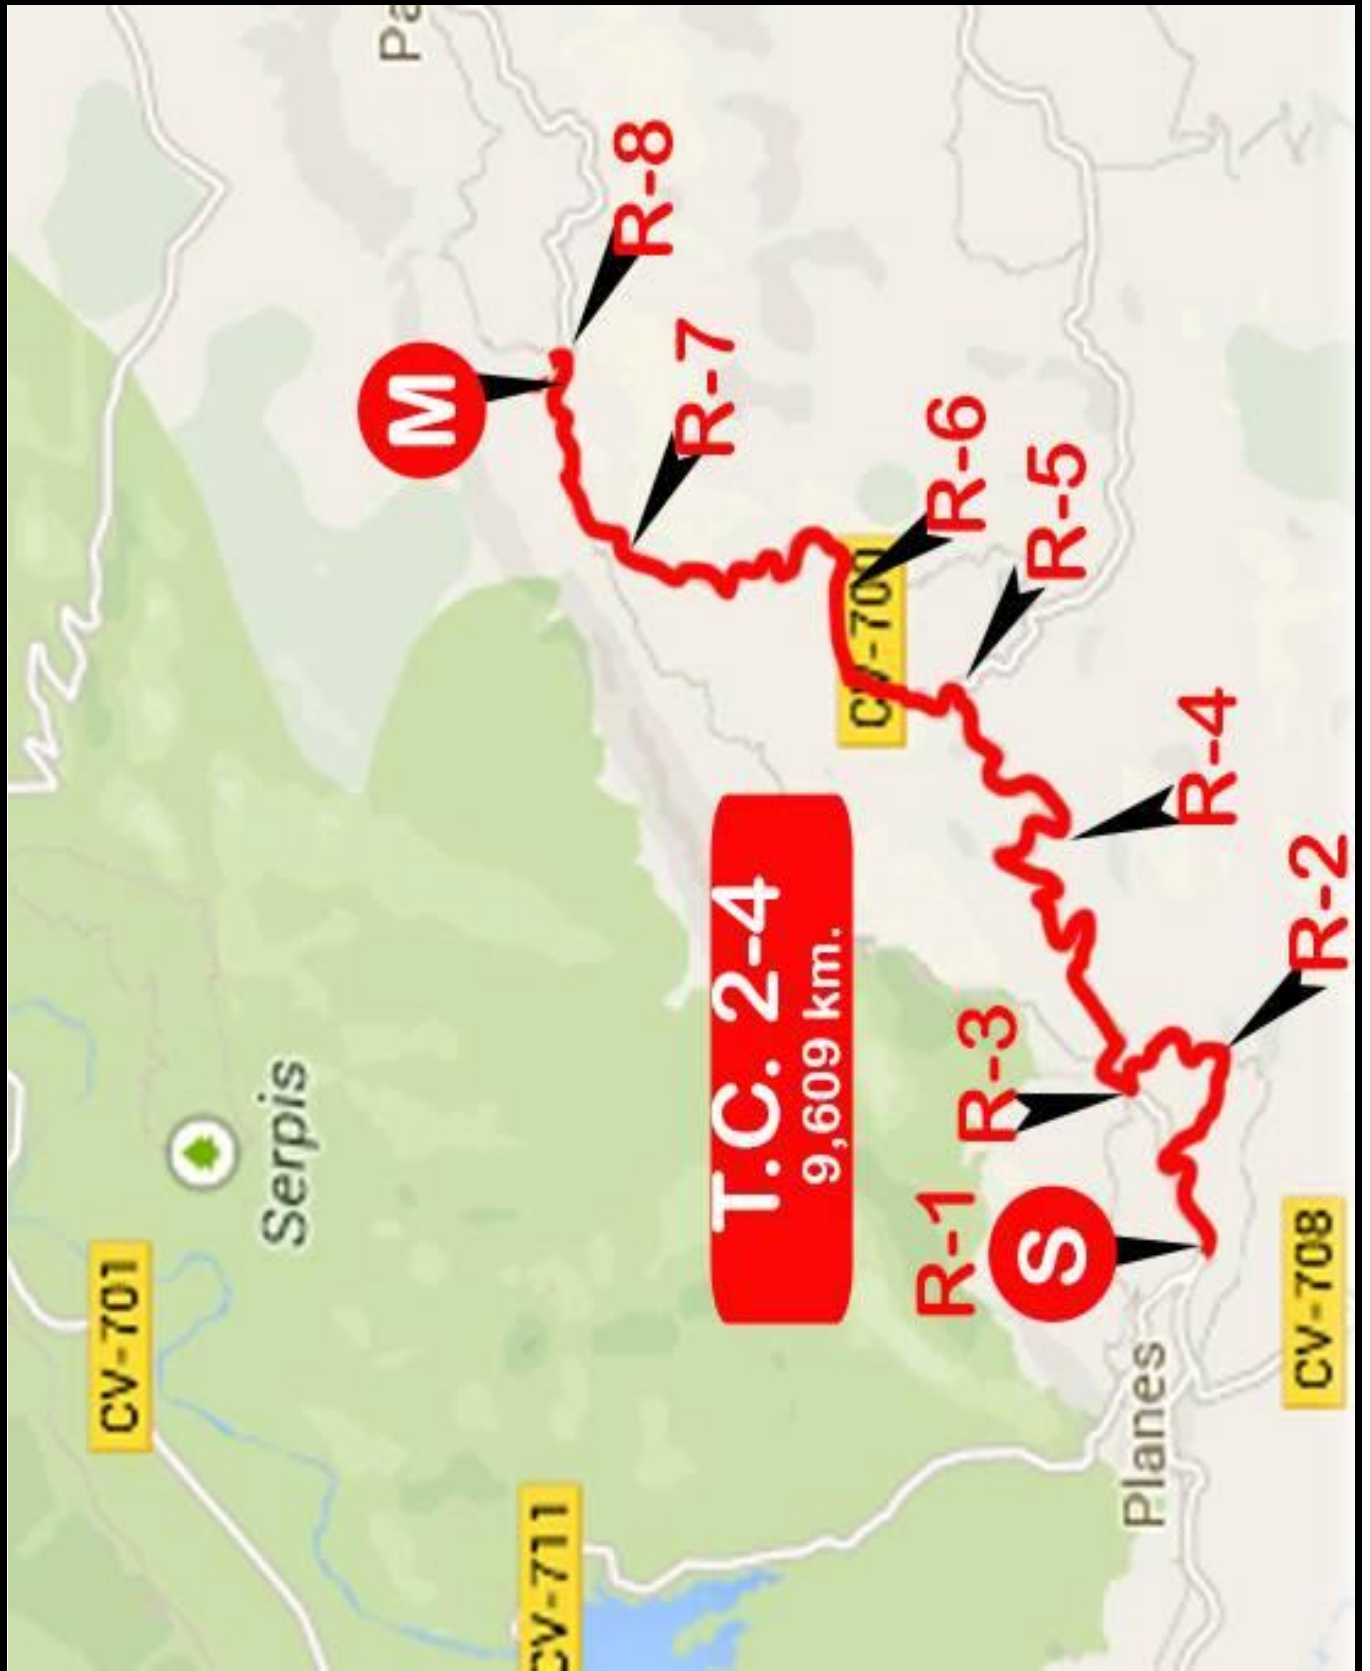 Pa
R-8
M
R-7
R-6
CV-700
R-5
R-4
T.C. 2-4
9,609 km.
R-2
R-3
R-1
S
Serpis
CV-701
CV-708
Planes
CV-711